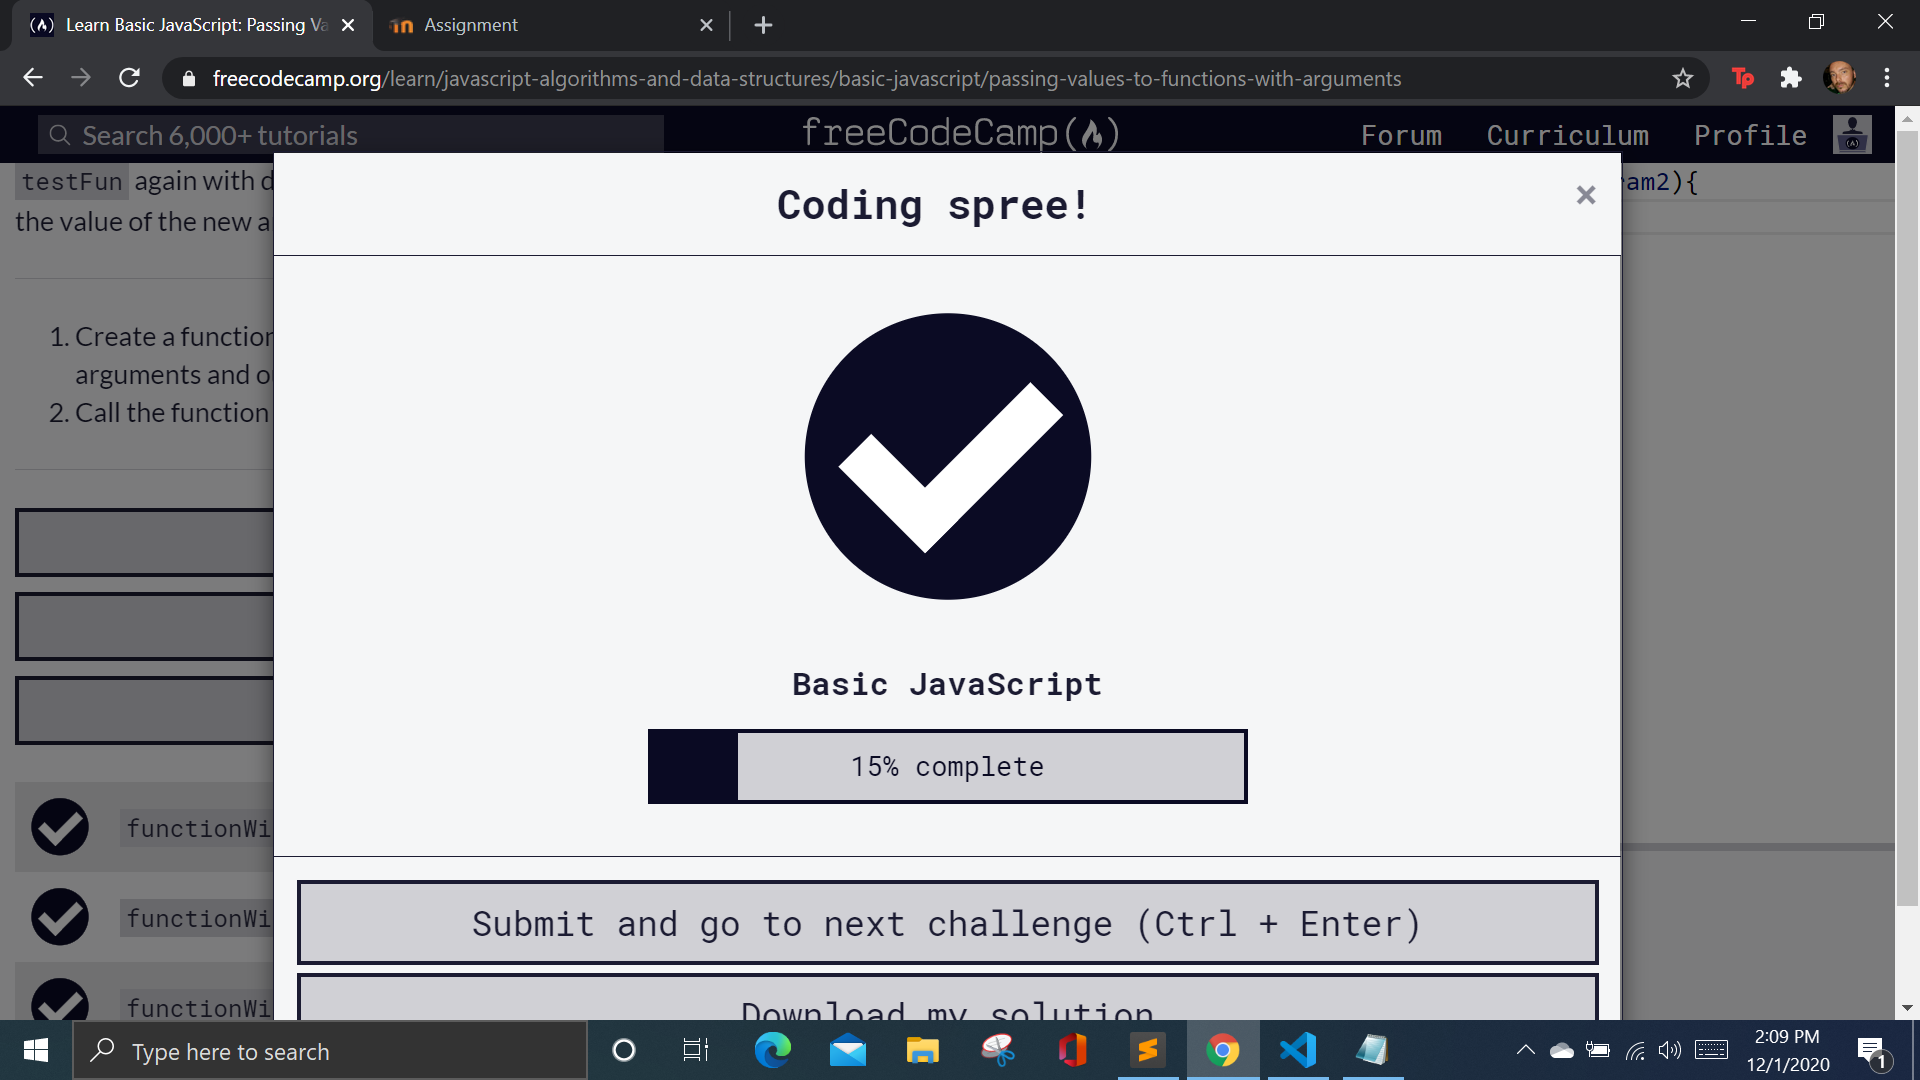 Learn Basic JavaScript: Passing Va
Assignment
freecodecamp.org/learn/javascript-algorithms-and-data-structures/basic-javascript/passing-values-to-functions-with-arguments
Search 6,000+ tutorials
freeCodeCamp
Forum
Curriculum
Profile
testFun again with d
am2){
the value of the new a
Coding spree!
1. Create a function
arguments and o
2. Call the function
Basic JavaScript
15% complete
functionWi
functionWi
functionWi
Submit and go to next challenge (Ctrl + Enter)
Download my solution
Type here to search
2:09 PM
12/1/2020
1